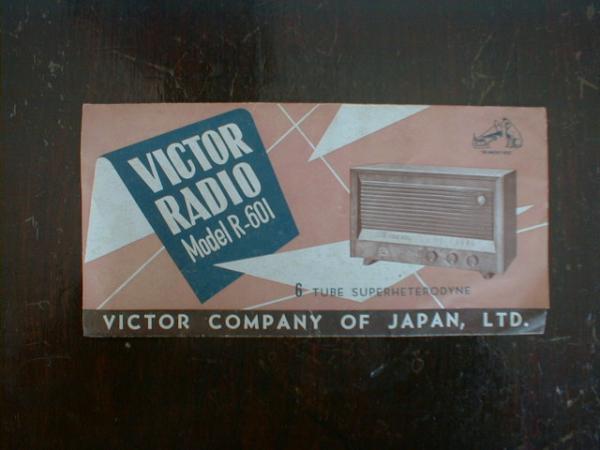 VICTOR
RADIO
Model R-601
6 TUBE SUPERHETERODYNE
VICTOR COMPANY OF JAPAN, LTD.